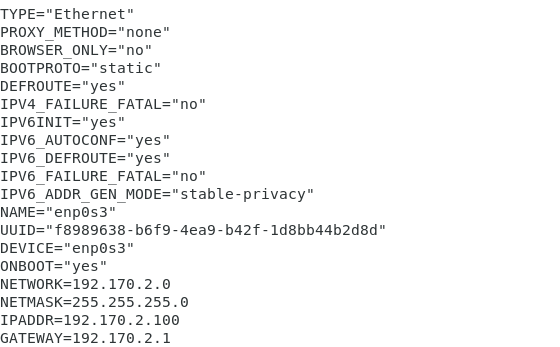 TYPE="Ethernet"
PROXY_METHOD="none"
BROWSER_ONLY="no"
BOOTPROTO="static"
DEFROUTE="yes"
IPV4_FAILURE_FATAL="no"
IPV6INIT="yes"
IPV6_AUTOCONF="yes"
IPV6_DEFROUTE="yes"
IPV6_FAILURE_FATAL="no"
IPV6_ADDR_GEN_MODE="stable-privacy"
NAME="enp0s3"
UUID="f8989638-b6f9-4ea9-b42f-1d8bb44b2d8d"
DEVICE="enp0s3"
ONBOOT="yes"
NETWORK=192.170.2.0
NETMASK=255.255.255.0
IPADDR=192.170.2.100
GATEWAY=192.170.2.1